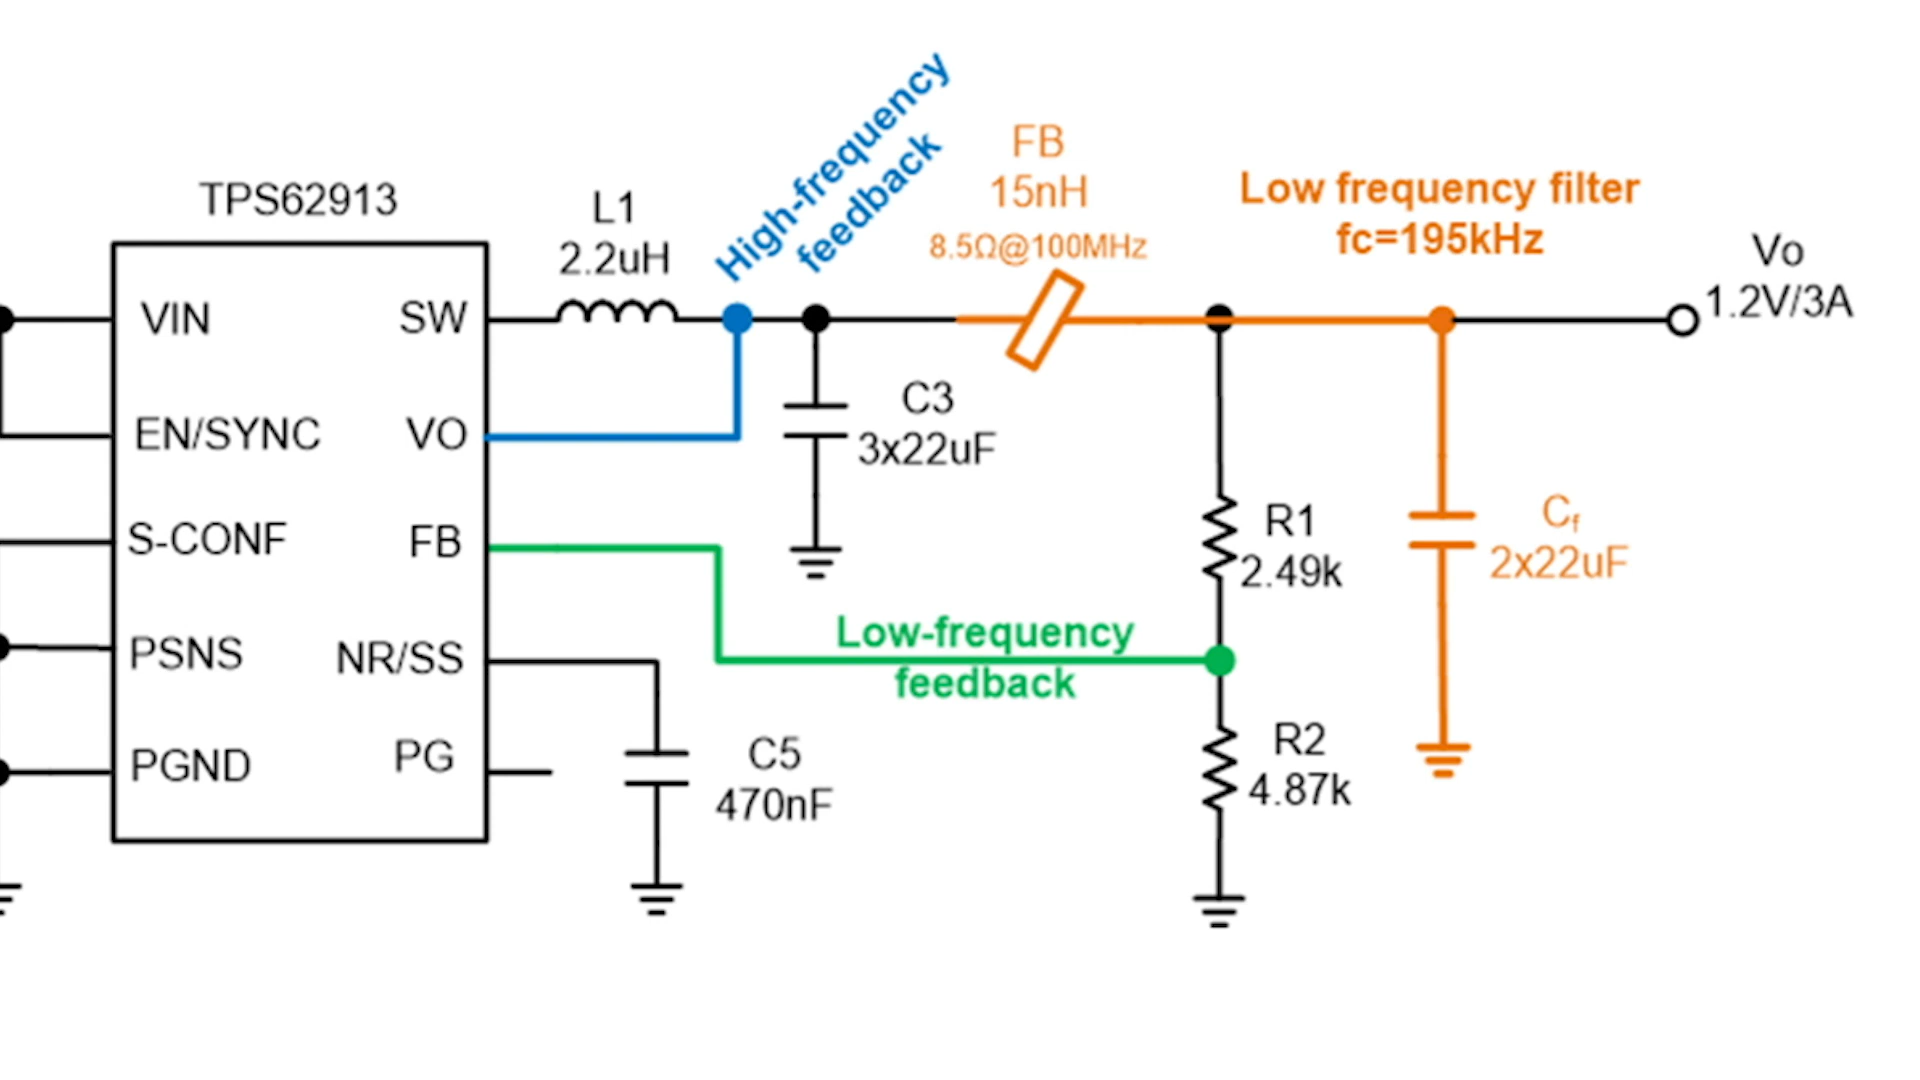 TPS62913
VIN
EN/SYNC
S-CONF
PSNS
PGND
SW
VO
FB
NR/SS
PG
L1
2.2uH
High-frequency
feedback
C3
3x22uF
FB
15nH
8.5Ω@100MHz
Low frequency filter
fc=195kHz
Vo
1.2V/3A
R1
2.49k
Cf
2x22uF
Low-frequency
feedback
R2
4.87k
C5
470nF